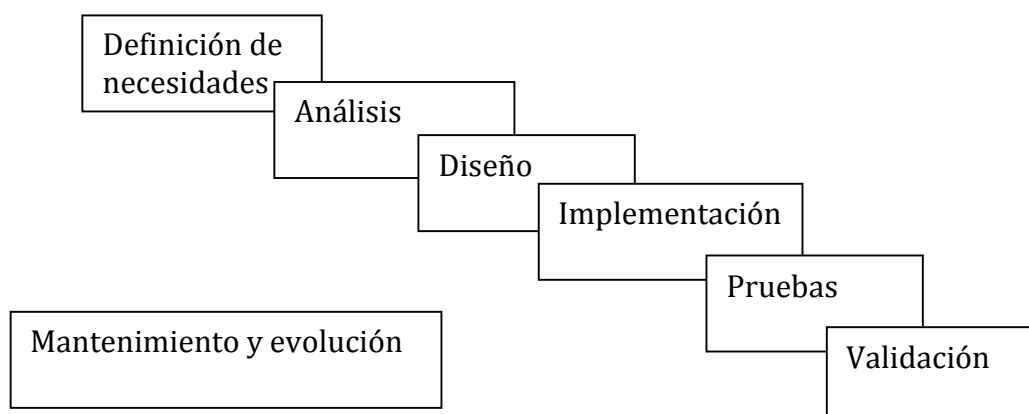 Definición de
necesidades
Análisis
Diseño
Implementación
Pruebas
Mantenimiento y evolución
Validación